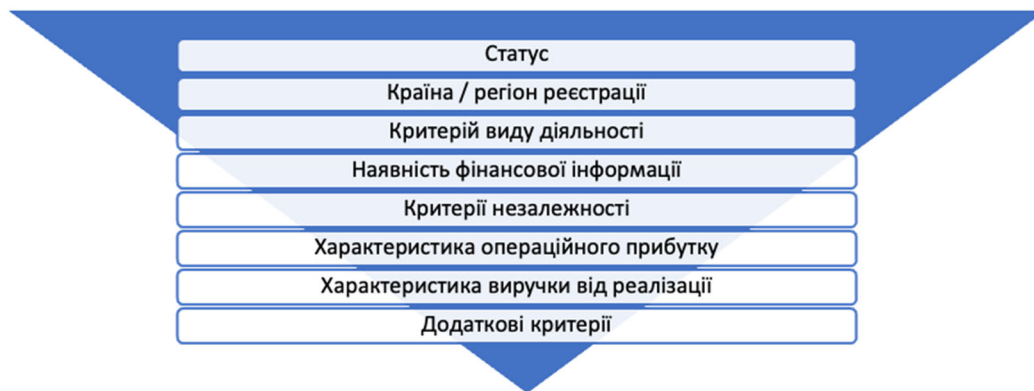 Статус
Країна / регіон реєстрації
Критерій виду діяльності
Наявність фінансової інформації
Критерії незалежності
Характеристика операційного прибутку
Характеристика виручки від реалізації
Додаткові критерії